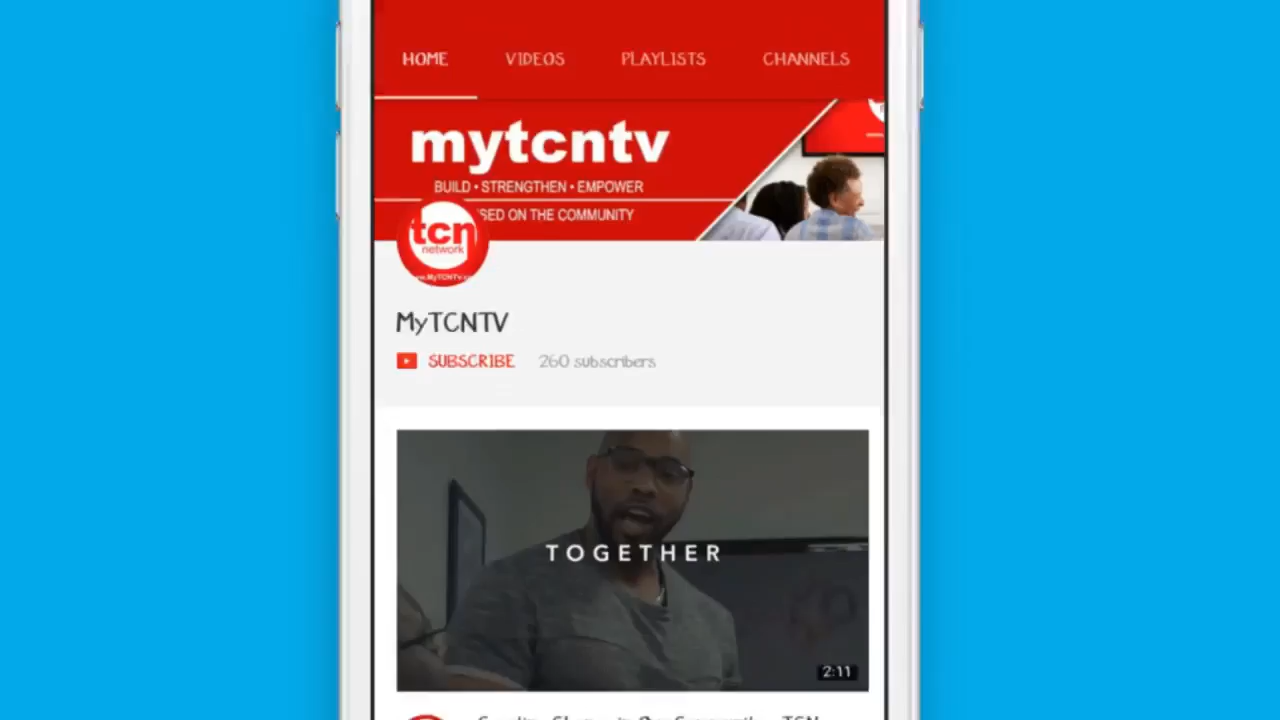 HOME VIDEOS PLAYLISTS CHANNELS
mytcntv
BUILD • STRENGTHEN • EMPOWER
ON THE COMMUNITY
tcn
network
MyTCNTV
SUBSCRIBE 260 subscribers
TOGETHER
2:11
TCN